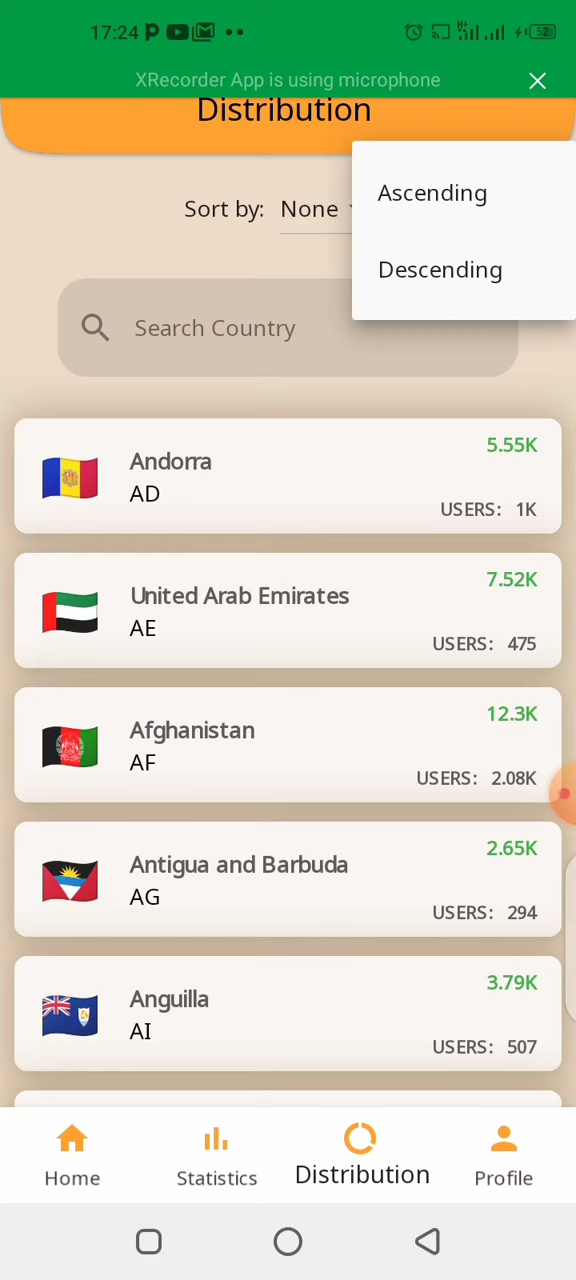 17:24
XRecorder App is using microphone
Distribution
Sort by: None
Ascending
Descending
Search Country
Andorra
AD
5.55K
USERS: 1K
United Arab Emirates
AE
7.52K
USERS: 475
Afghanistan
AF
12.3K
USERS: 2.08K
Antigua and Barbuda
AG
2.65K
USERS: 294
Anguilla
AI
3.79K
USERS: 507
Home
Statistics
Distribution
Profile